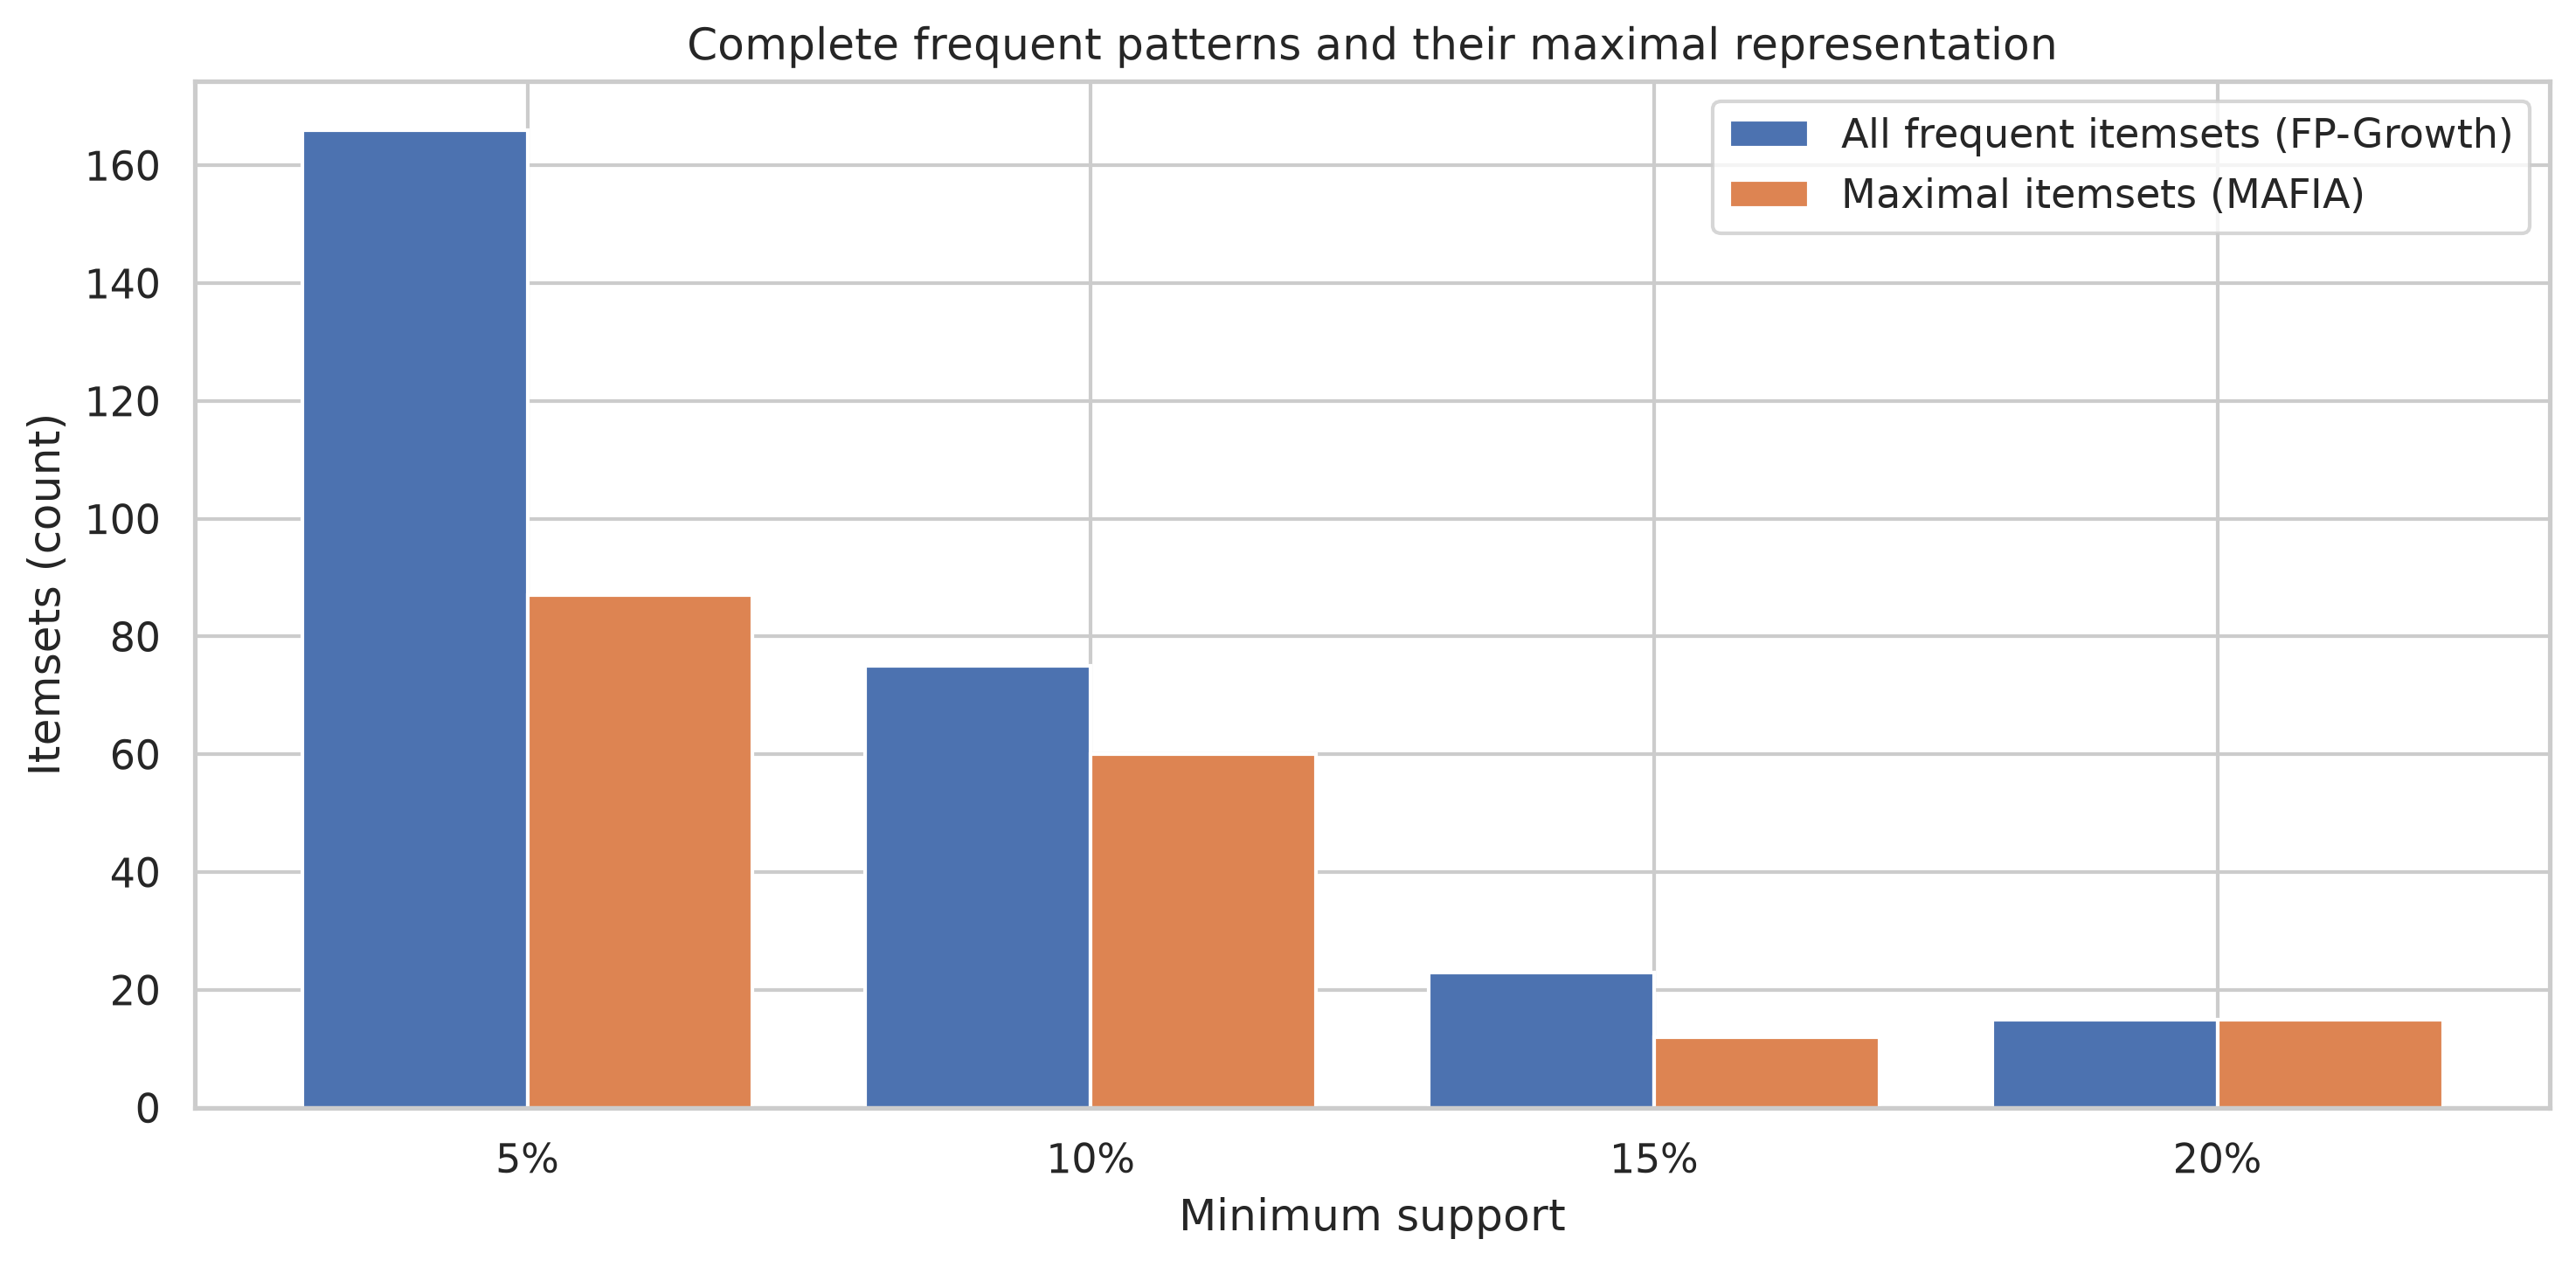 Complete frequent patterns and their maximal representation
All frequent itemsets (FP-Growth)
Maximal itemsets (MAFIA)
Itemsets (count)
160
140
120
100
80
60
40
20
0
5%
10%
15%
20%
Minimum support